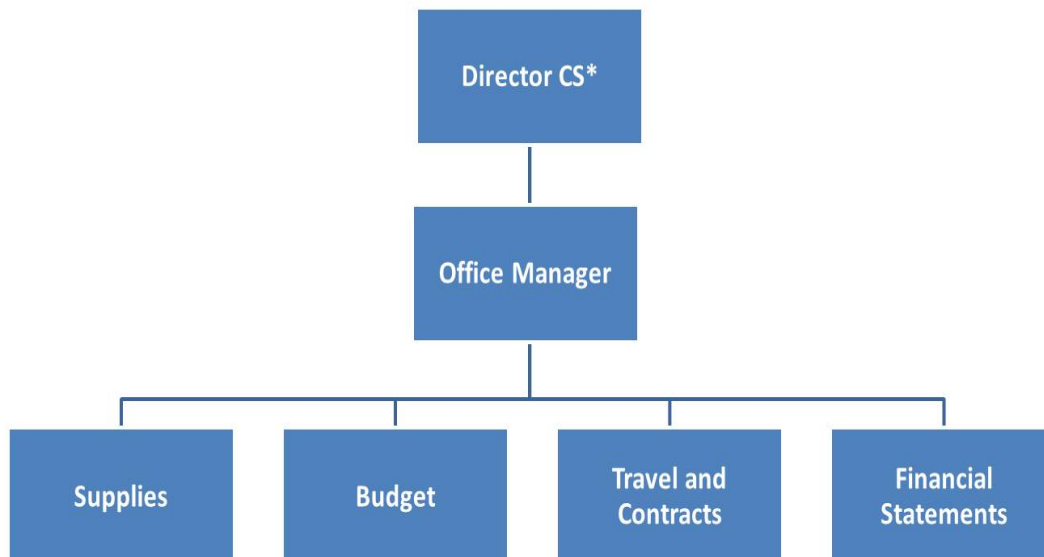 Director CS*
Office Manager
Supplies
Budget
Travel and
Contracts
Financial
Statements